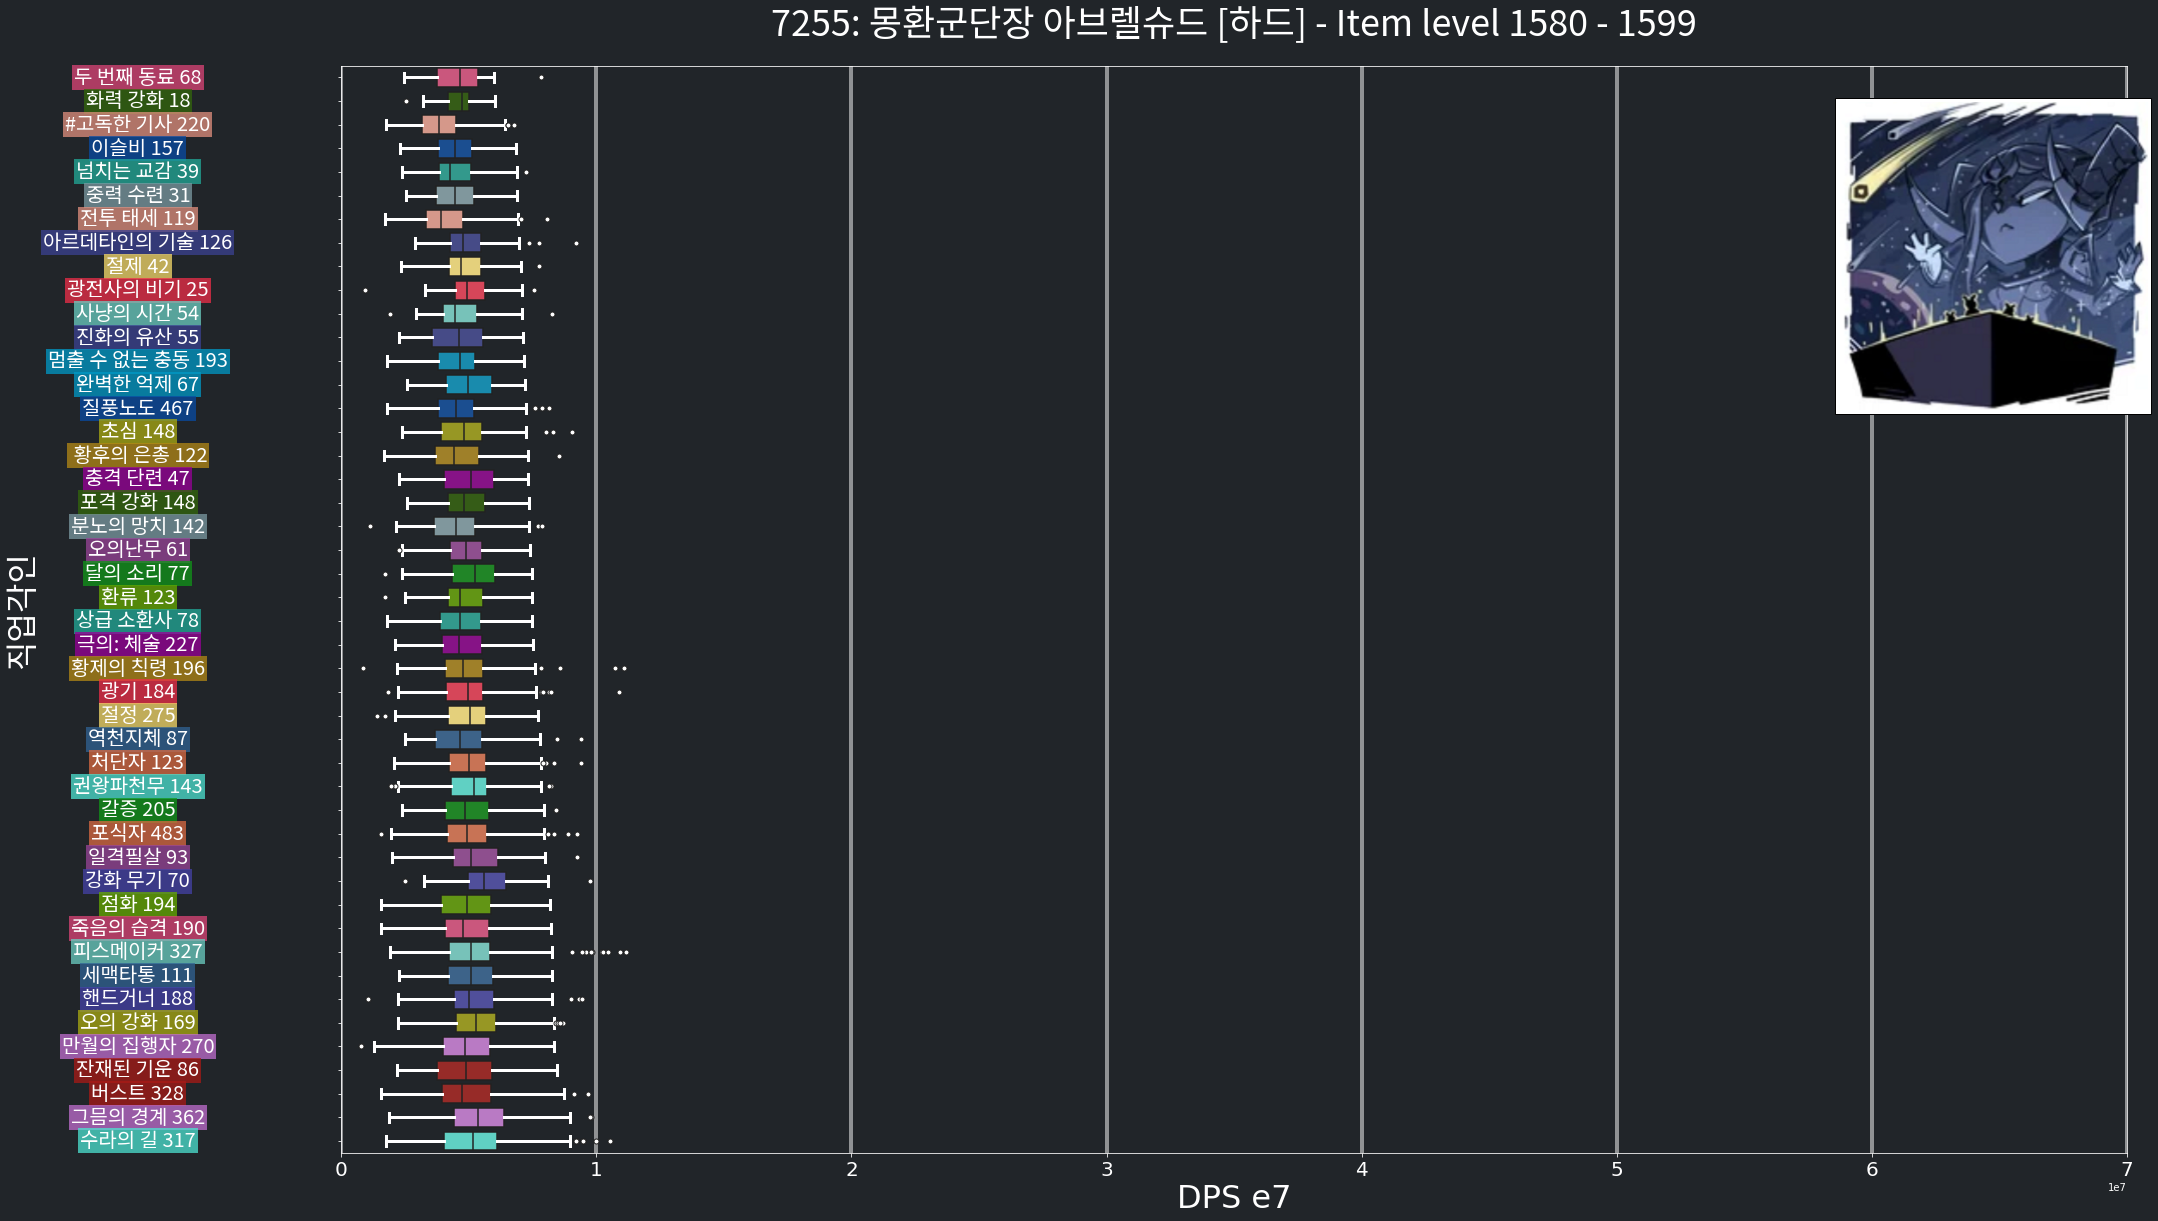 7255: 몽환군단장 아브렐슈드 [하드] - Item level 1580 - 1599
직업각인
두 번째 동료 68
화력 강화 18
#고독한 기사 220
이슬비 157
넘치는 교감 39
중력 수련 31
전투 태세 119
아르데타인의 기술 126
절제 42
광전사의 비기 25
사냥의 시간 54
진화의 유산 55
멈출 수 없는 충동 193
완벽한 억제 67
질풍노도 467
초심 148
황후의 은총 122
충격 단련 47
포격 강화 148
분노의 망치 142
오의난무 61
달의 소리 77
환류 123
상급 소환사 78
극의: 체술 227
황제의 칙령 196
광기 184
절정 275
역천지체 87
처단자 123
권왕파천무 143
갈증 205
포식자 483
일격필살 93
강화 무기 70
점화 194
죽음의 습격 190
피스메이커 327
세맥타통 111
핸드거너 188
오의 강화 169
만월의 집행자 270
잔재된 기운 86
버스트 328
그믐의 경계 362
수라의 길 317
0 1 2 3 4 5 6 7
1e7
DPS e7